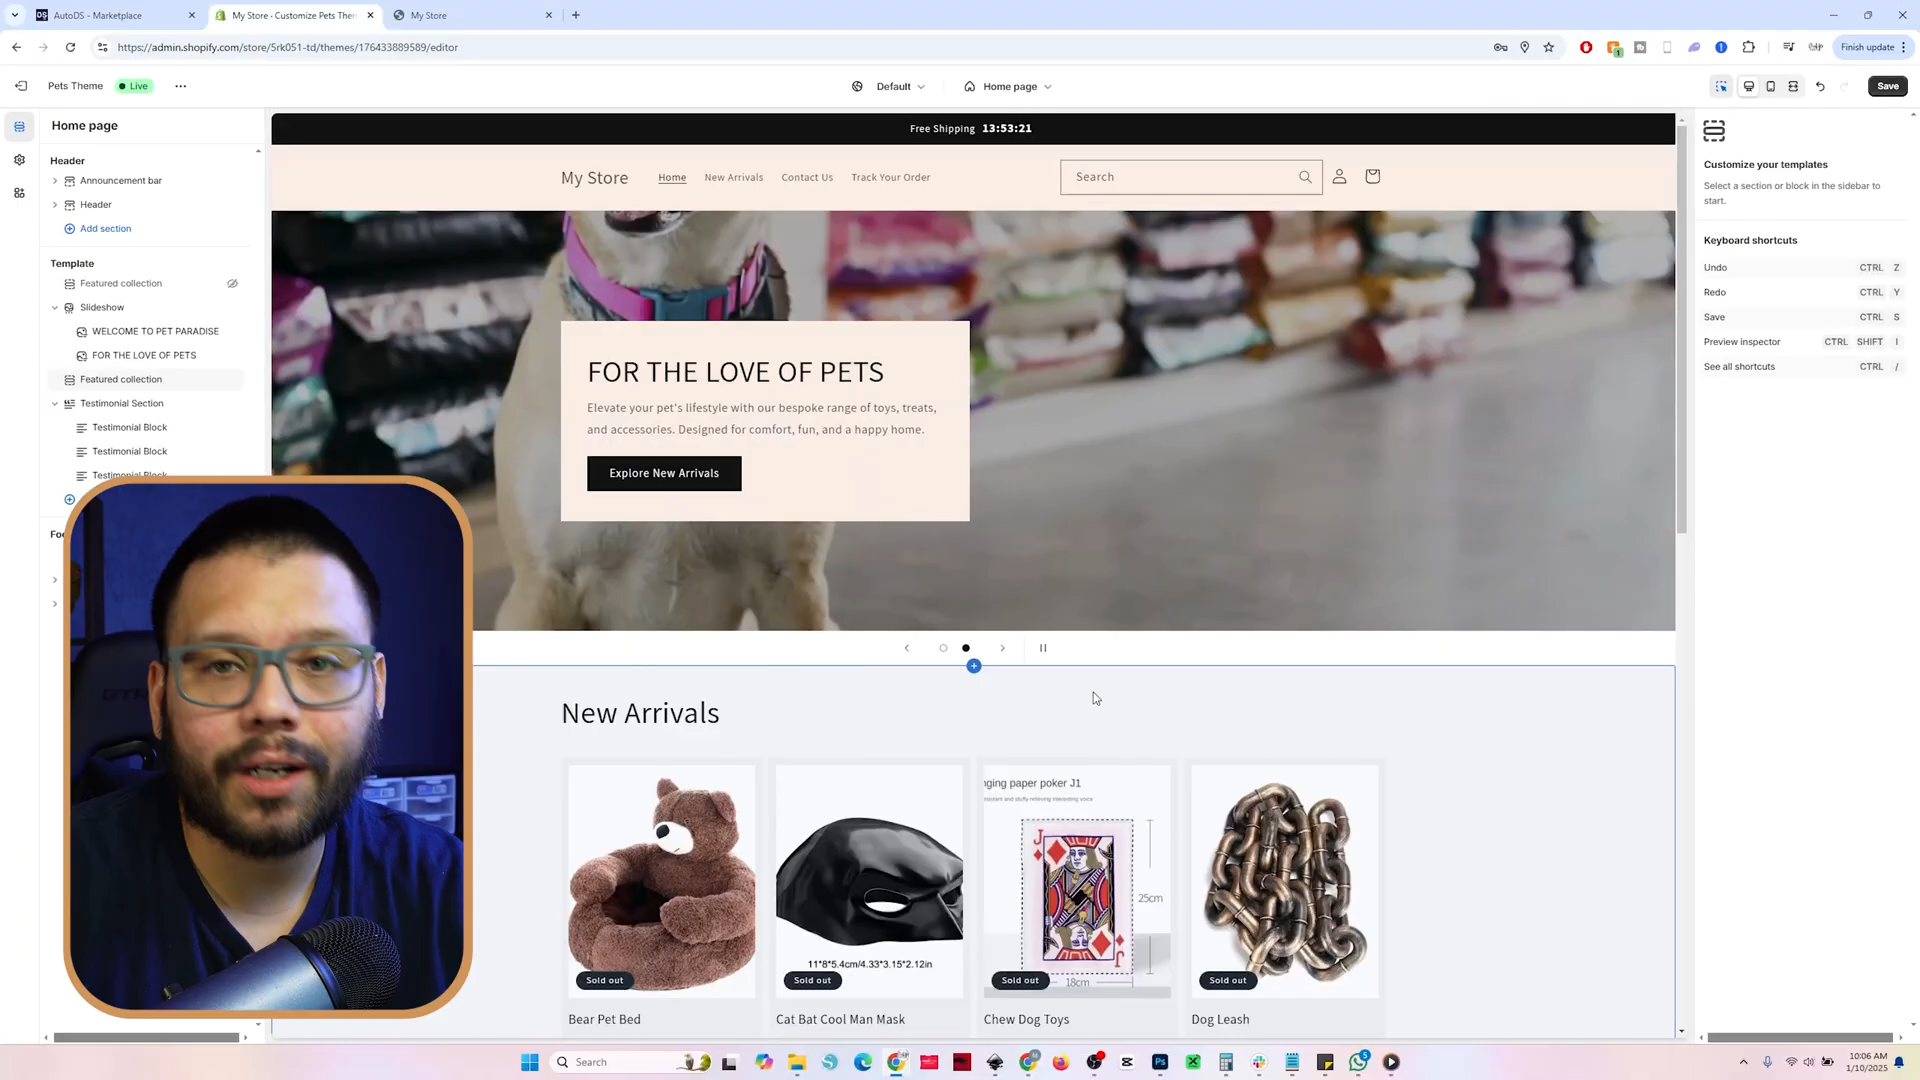 AutoDS - Marketplace
My Store · Customize Pets Them
My Store
https://admin.shopify.com/store/5rk051-td/themes/176433889589/editor
Finish update
Pets Theme
Live
Default
Home page
Save
Home page
Header
Announcement bar
Header
Add section
Template
Featured collection
Slideshow
WELCOME TO PET PARADISE
FOR THE LOVE OF PETS
Featured collection
Testimonial Section
Testimonial Block
Testimonial Block
Testimonial Block
Free Shipping 13:53:21
My Store
Home
New Arrivals
Contact Us
Track Your Order
Search
FOR THE LOVE OF PETS
Elevate your pet's lifestyle with our bespoke range of toys, treats,
and accessories. Designed for comfort, fun, and a happy home.
Explore New Arrivals
New Arrivals
11*8*5.4cm/4.33*3.15*2.12in
nging paper poker J1
25cm
18cm
J
J
Sold out
Sold out
Sold out
Sold out
Bear Pet Bed
Cat Bat Cool Man Mask
Chew Dog Toys
Dog Leash
Customize your templates
Select a section or block in the sidebar to
start.
Keyboard shortcuts
Undo CTRL Z
Redo CTRL Y
Save CTRL S
Preview inspector CTRL SHIFT I
See all shortcuts CTRL /
Search
10:06 AM
1/10/2025